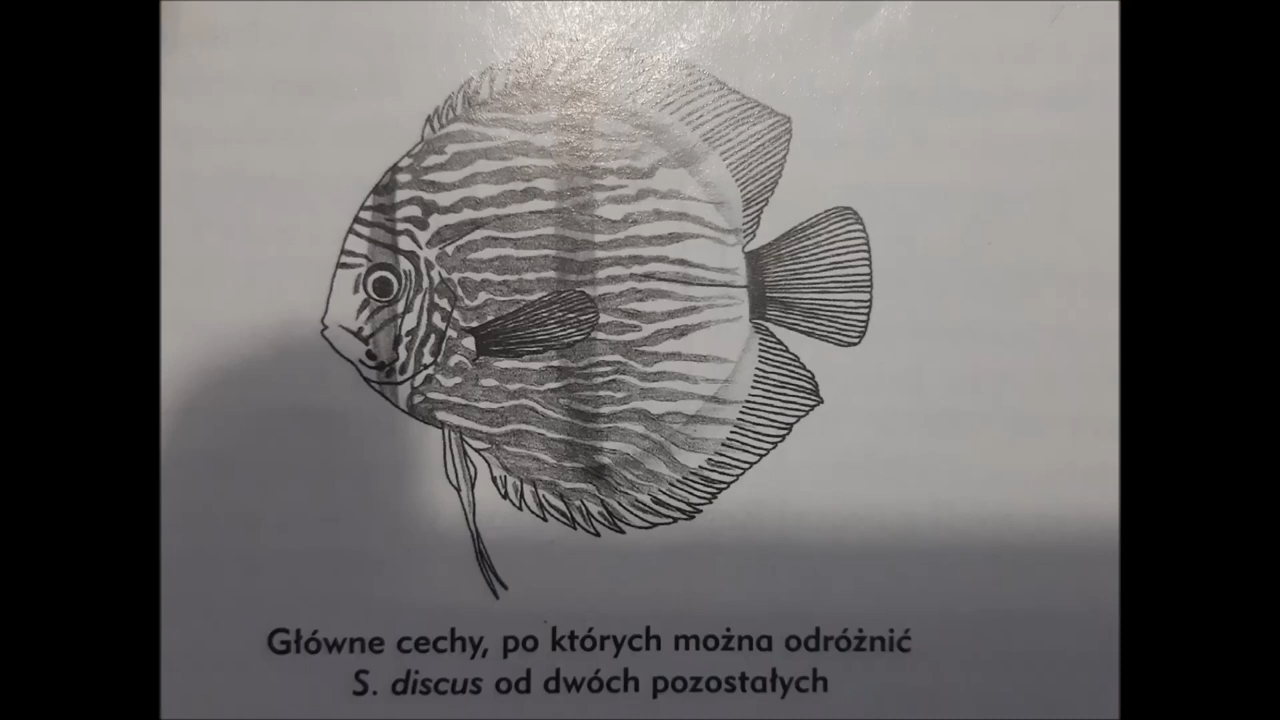 Główne cechy, po których można odróżnić
S. discus od dwóch pozostałych